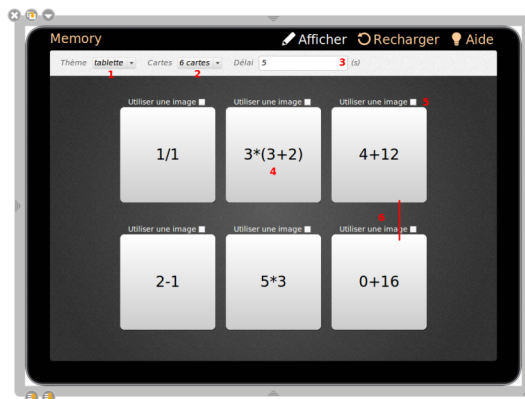 Memory Afficher Recharger Aide
Thème tablette Cartes 6 cartes Délai 5 3 (s)
1 2
Utiliser une image Utiliser une image Utiliser une image 5
1/1 3*(3+2) 4+12
4
6
Utiliser une image Utiliser une image Utiliser une image
2-1 5*3 0+16